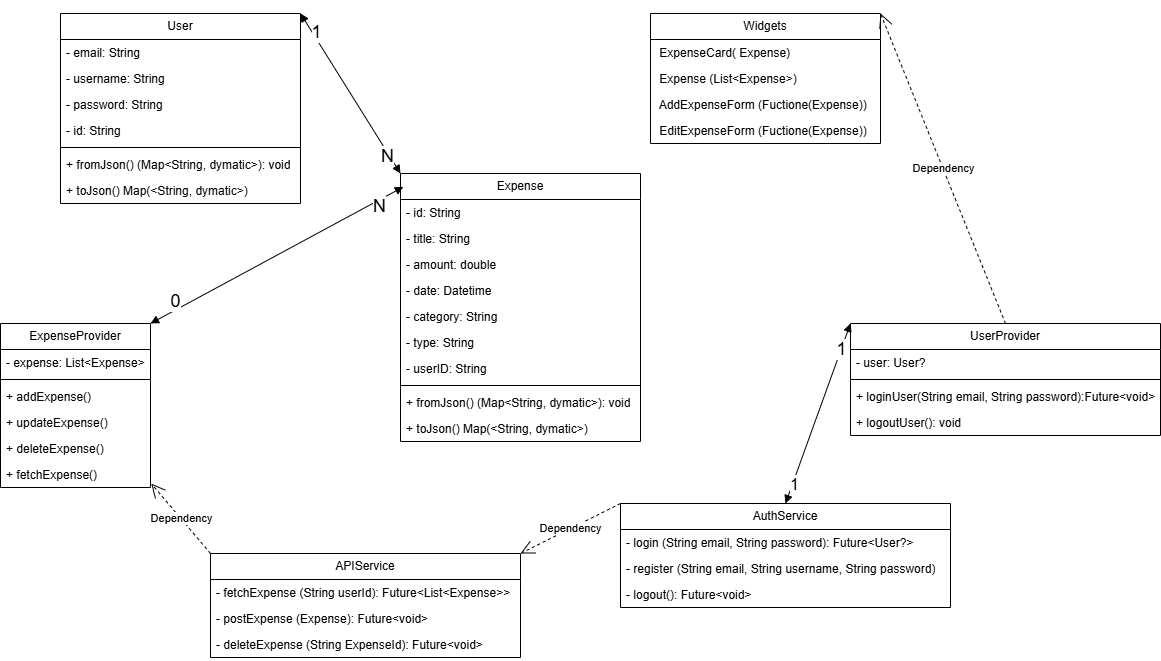 User
- email: String
- username: String
- password: String
- id: String
+ fromJson() (Map<String, dymatic>): void
+ toJson() Map(<String, dymatic>)
1
N
Widgets
ExpenseCard( Expense)
Expense (List<Expense>)
AddExpenseForm (Fuctione(Expense))
EditExpenseForm (Fuctione(Expense))
Dependency
Expense
- id: String
- title: String
- amount: double
- date: Datetime
- category: String
- type: String
- userID: String
+ fromJson() (Map<String, dymatic>): void
+ toJson() Map(<String, dymatic>)
N
0
ExpenseProvider
- expense: List<Expense>
+ addExpense()
+ updateExpense()
+ deleteExpense()
+ fetchExpense()
UserProvider
- user: User?
+ loginUser(String email, String password):Future<void>
+ logoutUser(): void
1
1
Dependency
Dependency
AuthService
- login (String email, String password): Future<User?>
- register (String email, String username, String password)
- logout(): Future<void>
APIService
- fetchExpense (String userId): Future<List<Expense>>
- postExpense (Expense): Future<void>
- deleteExpense (String ExpenseId): Future<void>